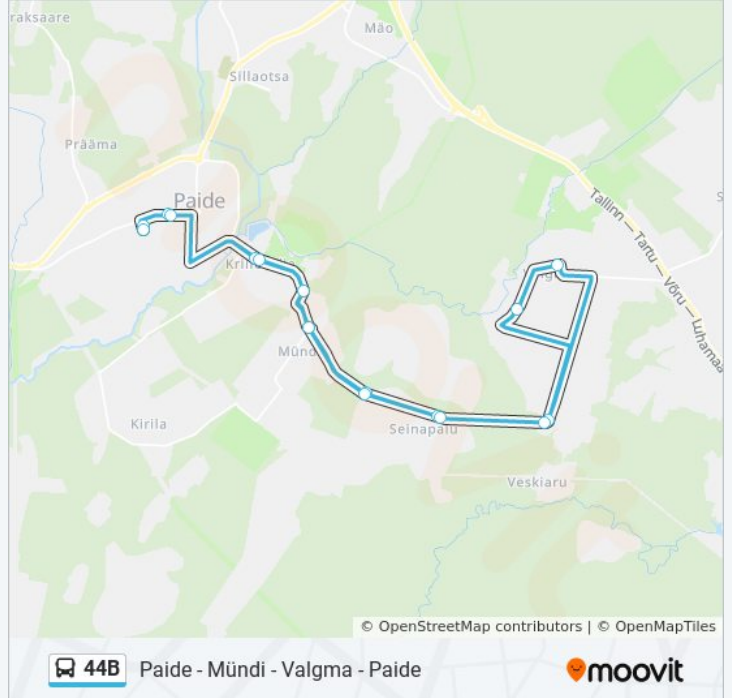 raksaare
Mäo
Sillaotsa
Prääma
Paide
Tallinn — Tartu — Võru — Luhamaa
Mündi
Kirila
Seinapalu
Veskiaru
© OpenStreetMap contributors | © OpenMapTiles
44B Paide - Mündi - Valgma - Paide
moovit